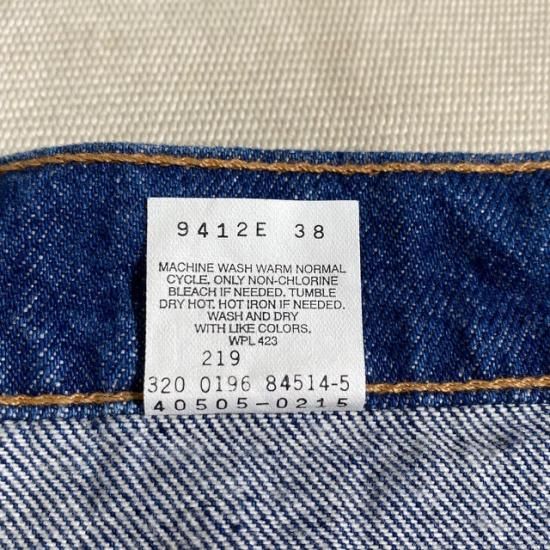 9412E 38
MACHINE WASH WARM NORMAL
CYCLE. ONLY NON-CHLORINE
BLEACH IF NEEDED. TUMBLE
DRY HOT. HOT IRON IF NEEDED.
WASH AND DRY
WITH LIKE COLORS.
WPL 423
219
320 0196 84514-5
40505-0215